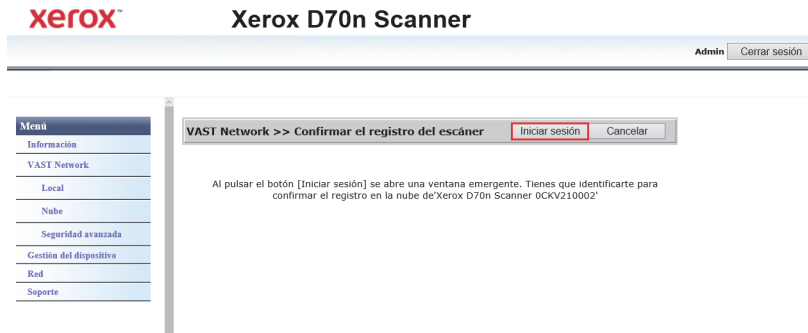 xerox™
Xerox D70n Scanner
Admin Cerrar sesión
Menú
Información
VAST Network
Local
Nube
Seguridad avanzada
Gestión del dispositivo
Red
Soporte
VAST Network >> Confirmar el registro del escáner Iniciar sesión Cancelar
Al pulsar el botón [Iniciar sesión] se abre una ventana emergente. Tienes que identificarte para
confirmar el registro en la nube de'Xerox D70n Scanner 0CKV210002'